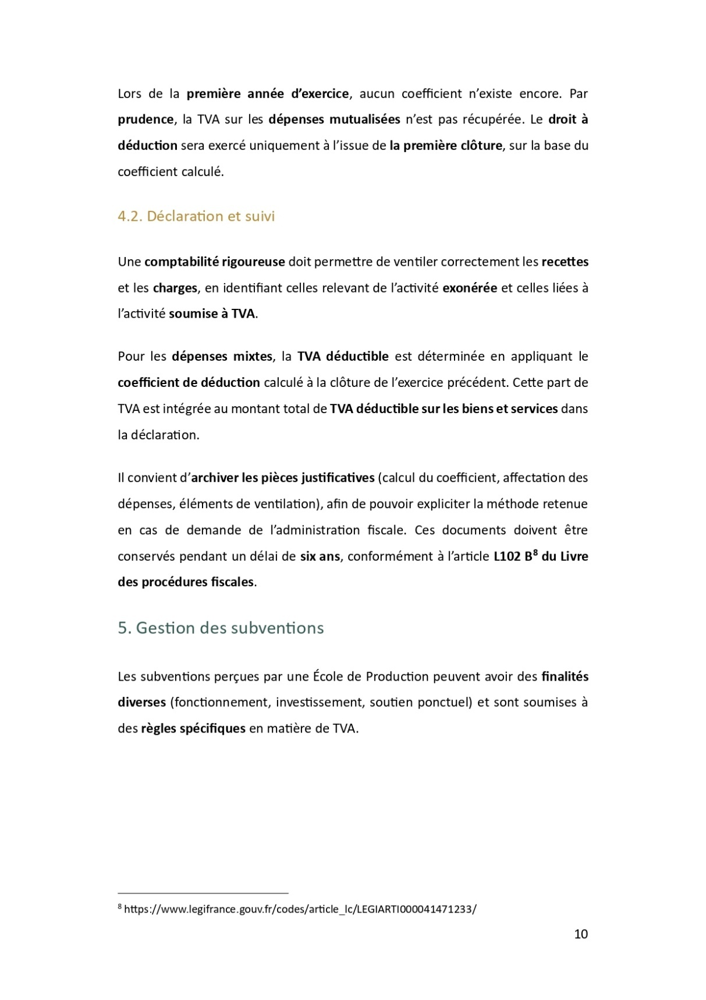 Lors de la première année d’exercice, aucun coefficient n’existe encore. Par
prudence, la TVA sur les dépenses mutualisées n’est pas récupérée. Le droit à
déduction sera exercé uniquement à l’issue de la première clôture, sur la base du
coefficient calculé.
4.2. Déclaration et suivi
Une comptabilité rigoureuse doit permettre de ventiler correctement les recettes
et les charges, en identifiant celles relevant de l’activité exonérée et celles liées à
l’activité soumise à TVA.
Pour les dépenses mixtes, la TVA déductible est déterminée en appliquant le
coefficient de déduction calculé à la clôture de l’exercice précédent. Cette part de
TVA est intégrée au montant total de TVA déductible sur les biens et services dans
la déclaration.
Il convient d’archiver les pièces justificatives (calcul du coefficient, affectation des
dépenses, éléments de ventilation), afin de pouvoir expliciter la méthode retenue
en cas de demande de l’administration fiscale. Ces documents doivent être
conservés pendant un délai de six ans, conformément à l’article L102 B⁸ du Livre
des procédures fiscales.
5. Gestion des subventions
Les subventions perçues par une École de Production peuvent avoir des finalités
diverses (fonctionnement, investissement, soutien ponctuel) et sont soumises à
des règles spécifiques en matière de TVA.
⁸ https://www.legifrance.gouv.fr/codes/article_lc/LEGIARTI000041471233/
10